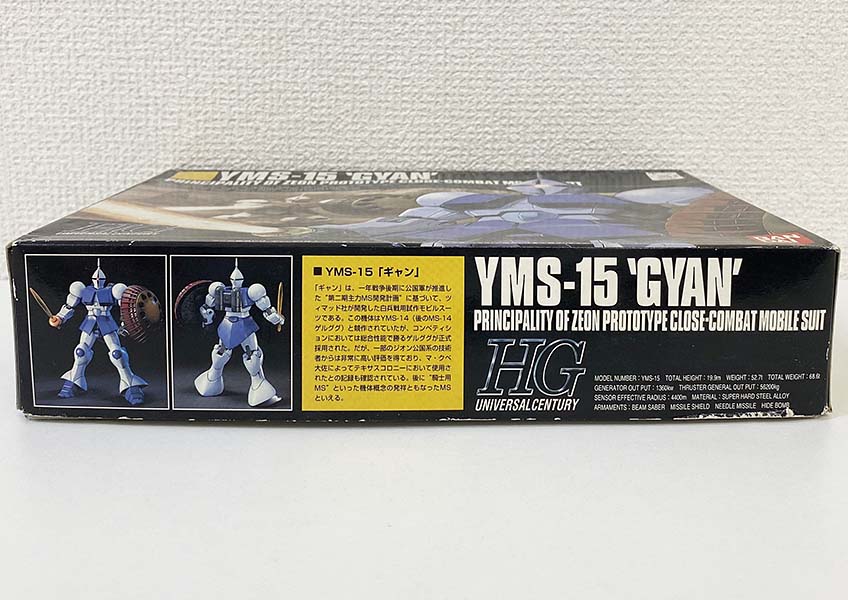 YMS-15 'GYAN'
PRINCIPALITY OF ZEON PROTOTYPE CLOSE-COMBAT
■ YMS-15「ギャン」
「ギャン」は、一年戦争後期に公国軍が推進し
た“第二期主力MS開発計画”に基づいて、ツ
ィマッド社が開発した白兵戦用試作モビルスー
ツである。この機体はYMS-14（後のMS-14
ゲルググ）と競作されていたが、コンペティシ
ョンにおいては総合性能で勝るゲルググが正式
採用された。だが、一部のジオン公国系の技術
者からは非常に高い評価を得ており、マ・クベ
大佐によってテキサスコロニーにおいて使用さ
れたとの記録も確認されている。後に“騎士用
MS”といった機体概念の発祥ともなったMS
といえる。
YMS-15 'GYAN'
PRINCIPALITY OF ZEON PROTOTYPE CLOSE-COMBAT MOBILE SUIT
HG
UNIVERSAL CENTURY
MODEL NUMBER : YMS-15 TOTAL HEIGHT : 19.9m WEIGHT : 52.7t TOTAL WEIGHT : 68.6t
GENERATOR OUT PUT : 1360kw THRUSTER GENERAL OUT PUT : 56200kg
SENSOR EFFECTIVE RADIUS : 4400m MATERIAL : SUPER HARD STEEL ALLOY
ARMAMENTS : BEAM SABER MISSILE SHIELD NEEDLE MISSILE HIDE BOMB